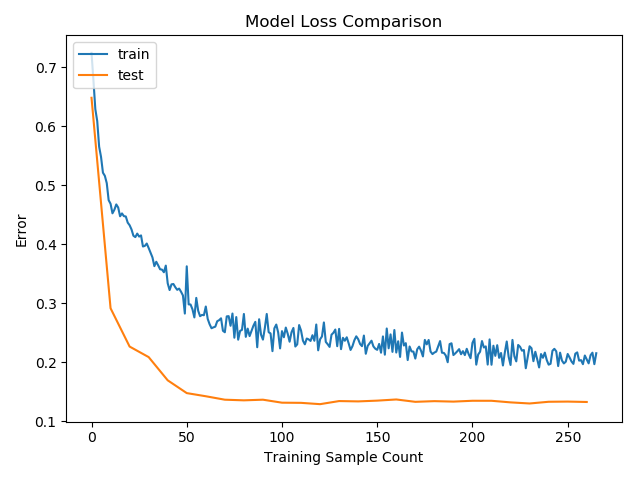 Model Loss Comparison
train
test
Error
0.7
0.6
0.5
0.4
0.3
0.2
0.1
0 50 100 150 200 250
Training Sample Count